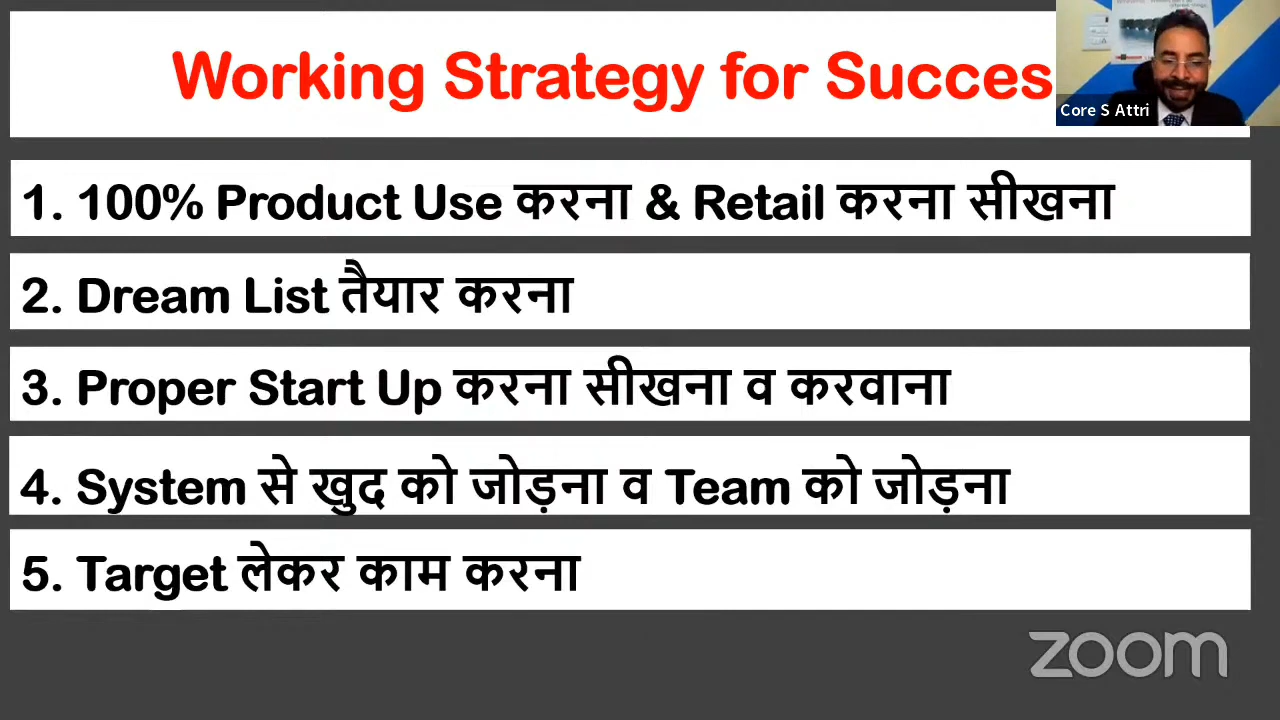 Working Strategy for Succes
Core S Attri
1. 100% Product Use करना & Retail करना सीखना
2. Dream List तैयार करना
3. Proper Start Up करना सीखना व करवाना
4. System से खुद को जोड़ना व Team को जोड़ना
5. Target लेकर काम करना
zoom